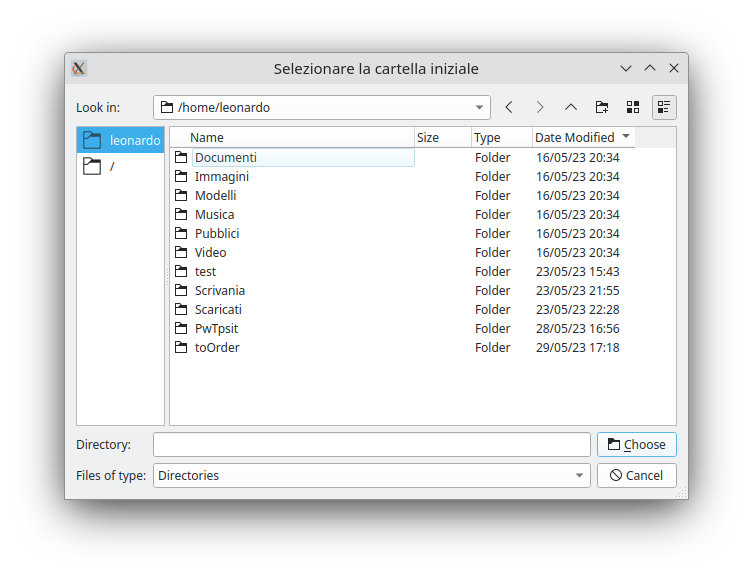 Selezionare la cartella iniziale
Look in: /home/leonardo
leonardo
/
Name Size Type Date Modified
Documenti Folder 16/05/23 20:34
Immagini Folder 16/05/23 20:34
Modelli Folder 16/05/23 20:34
Musica Folder 16/05/23 20:34
Pubblici Folder 16/05/23 20:34
Video Folder 16/05/23 20:34
test Folder 23/05/23 15:43
Scrivania Folder 23/05/23 21:55
Scaricati Folder 23/05/23 22:28
PwTpsit Folder 28/05/23 16:56
toOrder Folder 29/05/23 17:18
Directory: Choose
Files of type: Directories Cancel